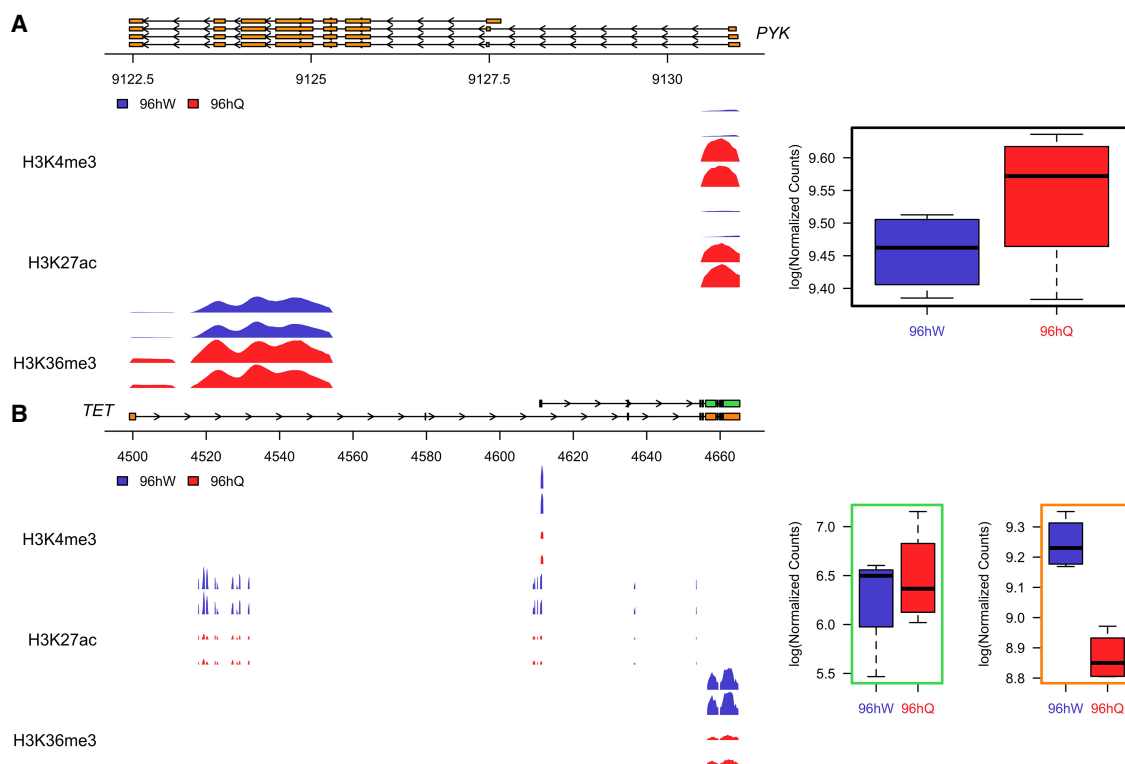 A
PYK
9122.5 9125 9127.5 9130
96hW 96hQ
H3K4me3
H3K27ac
H3K36me3
log(Normalized Counts)
9.60
9.55
9.50
9.45
9.40
96hW 96hQ
B
TET
4500 4520 4540 4560 4580 4600 4620 4640 4660
96hW 96hQ
H3K4me3
H3K27ac
H3K36me3
log(Normalized Counts)
7.0
6.5
6.0
5.5
96hW 96hQ
log(Normalized Counts)
9.3
9.2
9.1
9.0
8.9
8.8
96hW 96hQ